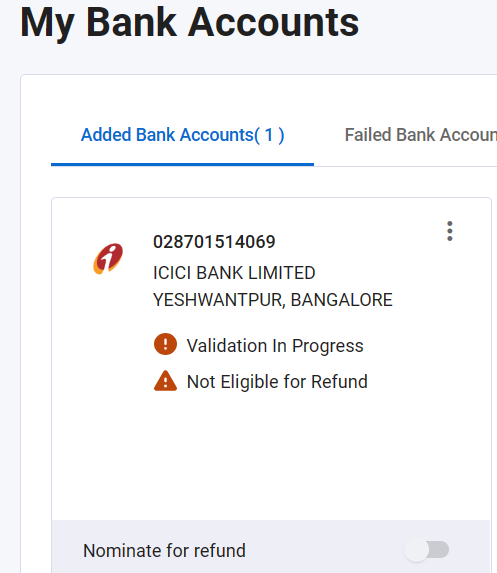 My Bank Accounts
Added Bank Accounts( 1 )
Failed Bank Accoun
028701514069
ICICI BANK LIMITED
YESHWANTPUR, BANGALORE
Validation In Progress
Not Eligible for Refund
Nominate for refund